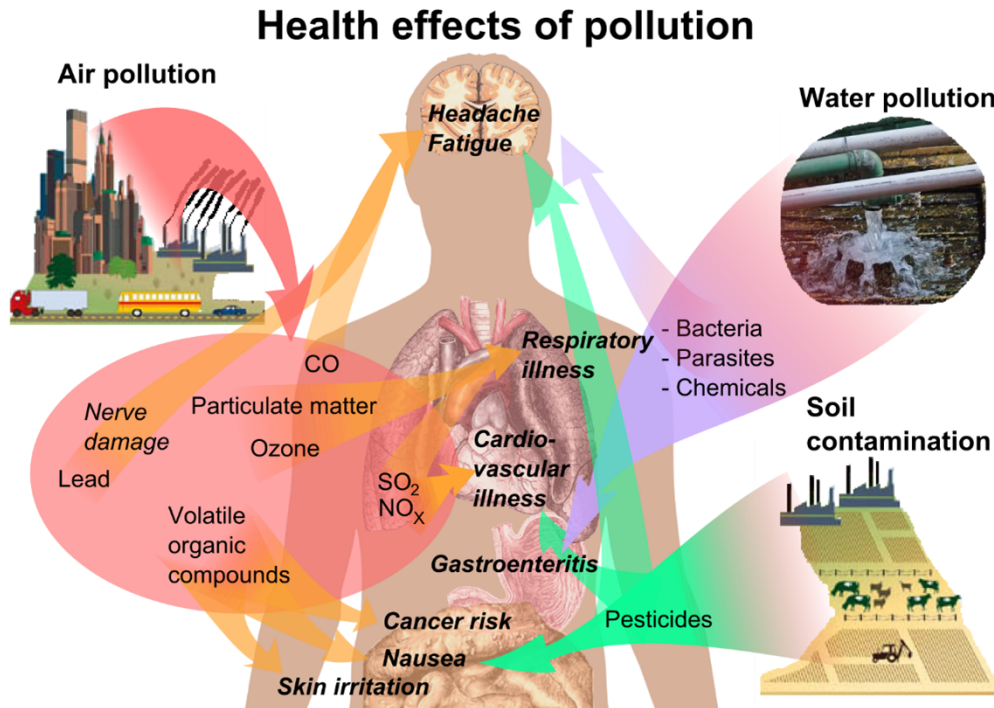 Health effects of pollution
Air pollution
Water pollution
Headache
Fatigue
- Bacteria
- Parasites
- Chemicals
Respiratory
illness
CO
Particulate matter
Ozone
Nerve
damage
Lead
Cardio-
vascular
illness
SO2
NOX
Soil
contamination
Volatile
organic
compounds
Gastroenteritis
Pesticides
Cancer risk
Nausea
Skin irritation